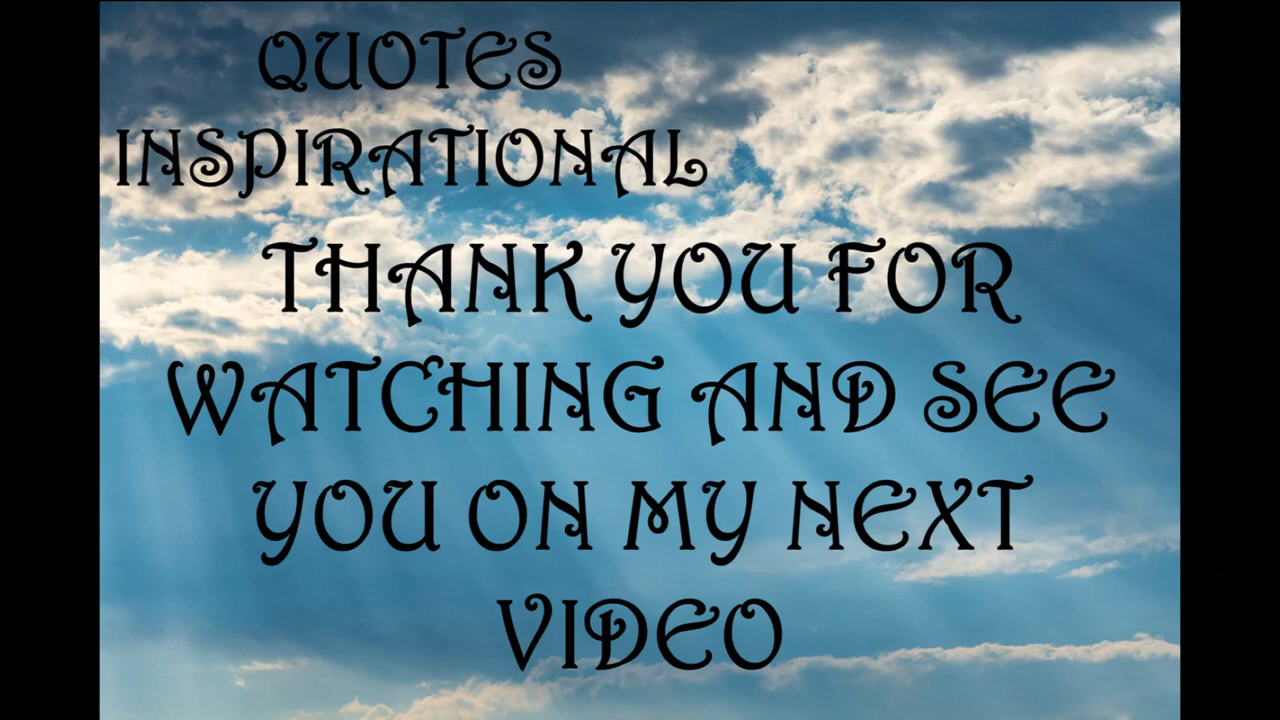 QUOTES
INSPIRATIONAL
THANK YOU FOR
WATCHING AND SEE
YOU ON MY NEXT
VIDEO